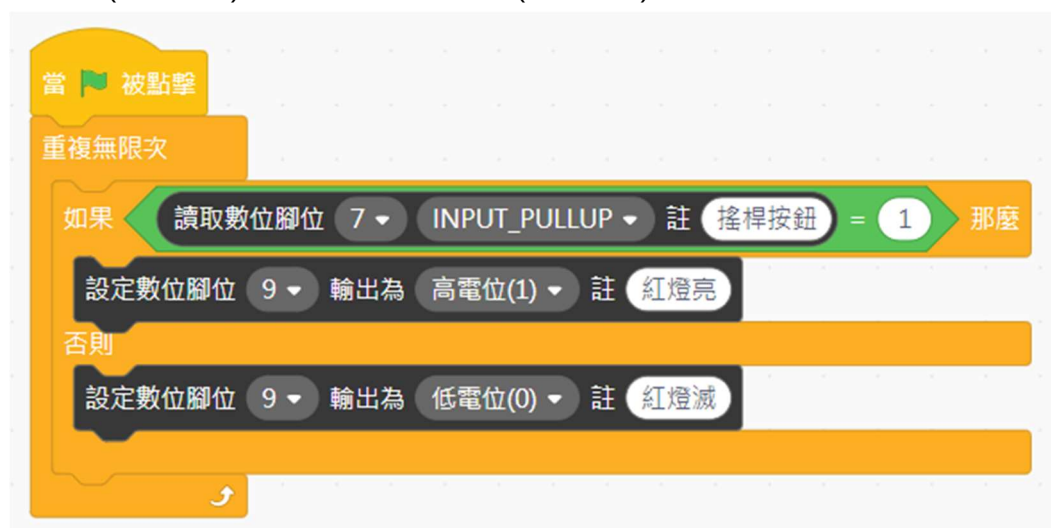 當 被點擊
重複無限次
如果 讀取數位腳位 7 INPUT_PULLUP 註 搖桿按鈕 = 1 那麼
設定數位腳位 9 輸出為 高電位(1) 註 紅燈亮
否則
設定數位腳位 9 輸出為 低電位(0) 註 紅燈滅